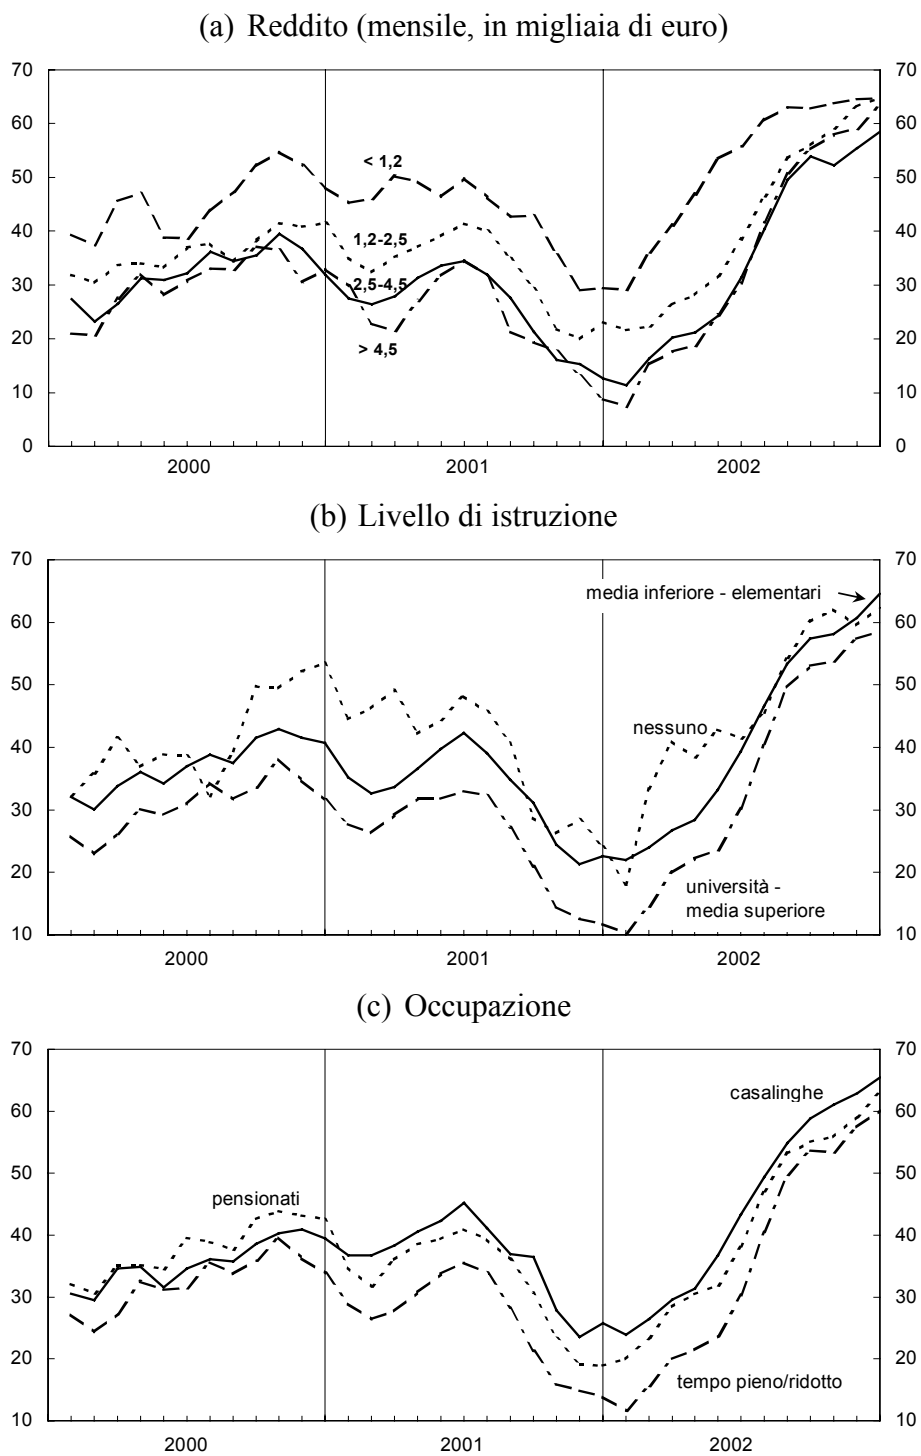 (a) Reddito (mensile, in migliaia di euro)
70 70
60 60
50 < 1,2 50
40 1,2-2,5 40
30 2,5-4,5 30
20 > 4,5 20
10 10
0 0
2000 2001 2002
(b) Livello di istruzione
70 70
media inferiore - elementari
60 60
50 50
nessuno
40 40
30 30
20 20
università -
media superiore
10 10
2000 2001 2002
(c) Occupazione
70 70
casalinghe
60 60
50 50
pensionati
40 40
30 30
20 20
tempo pieno/ridotto
10 10
2000 2001 2002